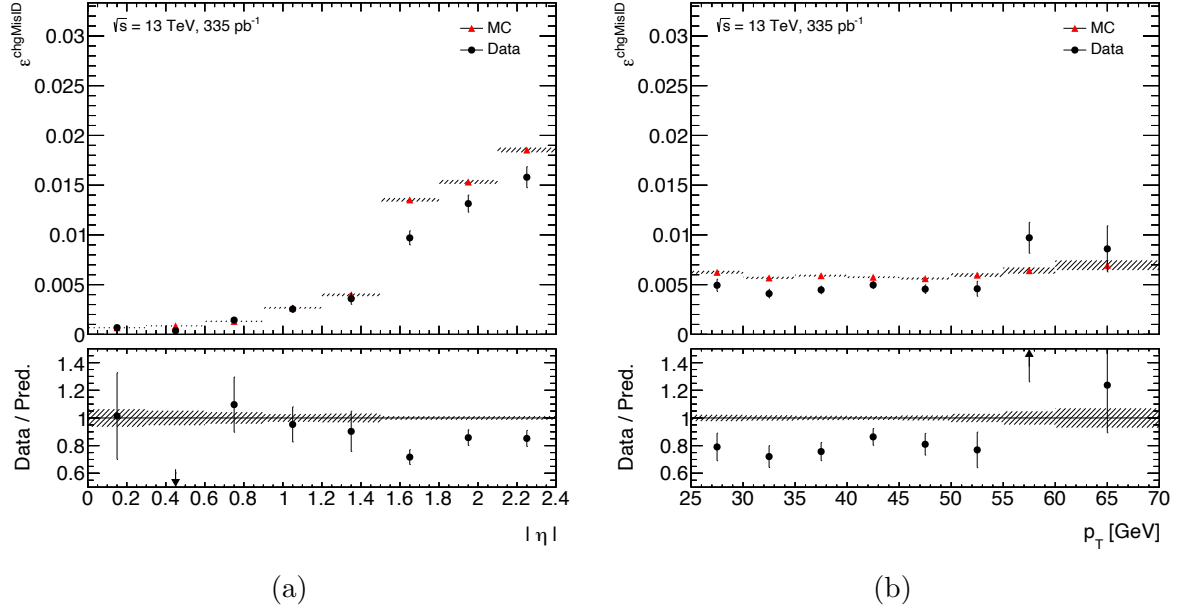 √s = 13 TeV, 335 pb⁻¹
MC
Data
ε^chgMisID
0.03
0.025
0.02
0.015
0.01
0.005
0
Data / Pred.
1.4
1.2
1
0.8
0.6
0 0.2 0.4 0.6 0.8 1 1.2 1.4 1.6 1.8 2 2.2 2.4
| η |
(a)
√s = 13 TeV, 335 pb⁻¹
MC
Data
ε^chgMisID
0.03
0.025
0.02
0.015
0.01
0.005
0
Data / Pred.
1.4
1.2
1
0.8
0.6
25 30 35 40 45 50 55 60 65 70
p_T [GeV]
(b)